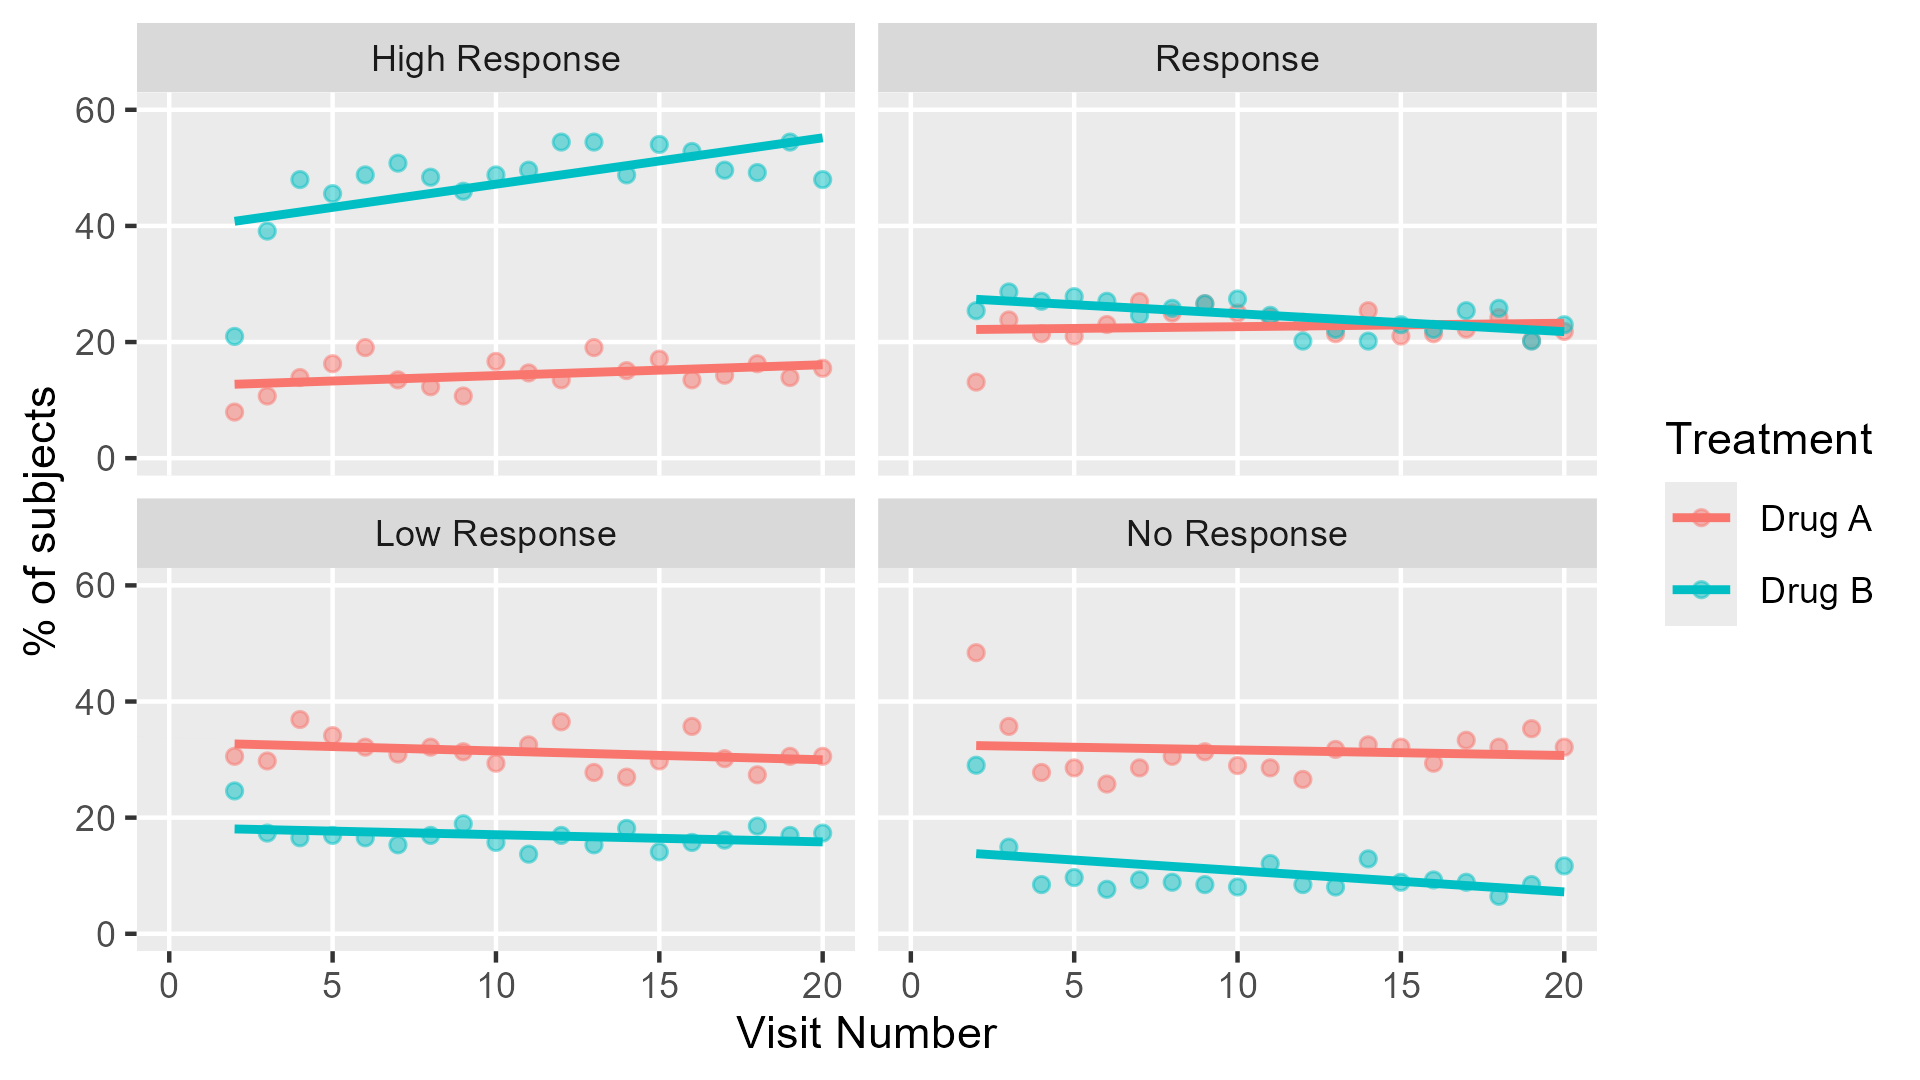 High Response
Response
60
40
20
0
Low Response
No Response
60
40
20
0
0 5 10 15 20
0 5 10 15 20
Visit Number
% of subjects
Treatment
Drug A
Drug B